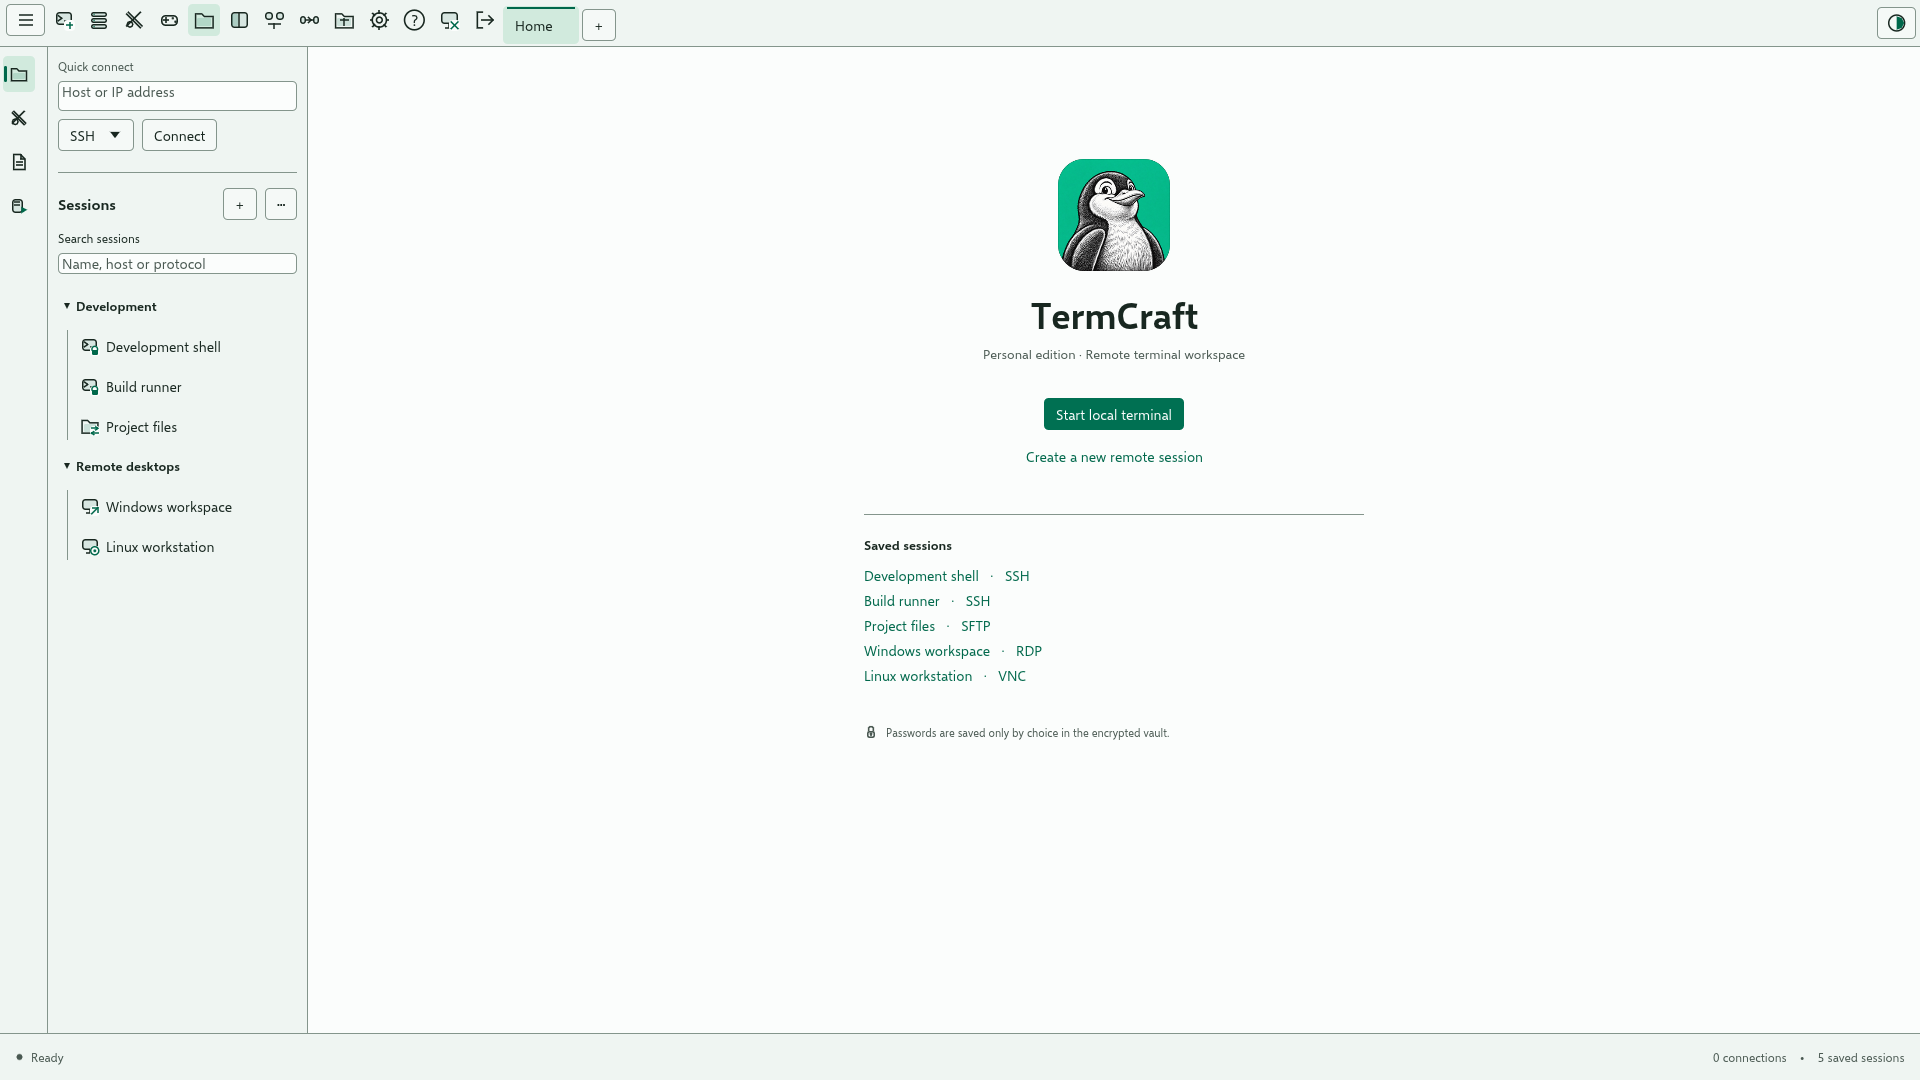 Home
+
Quick connect
Host or IP address
SSH
Connect
Sessions
+
...
Search sessions
Name, host or protocol
Development
Development shell
Build runner
Project files
Remote desktops
Windows workspace
Linux workstation
TermCraft
Personal edition · Remote terminal workspace
Start local terminal
Create a new remote session
Saved sessions
Development shell · SSH
Build runner · SSH
Project files · SFTP
Windows workspace · RDP
Linux workstation · VNC
Passwords are saved only by choice in the encrypted vault.
Ready
0 connections • 5 saved sessions